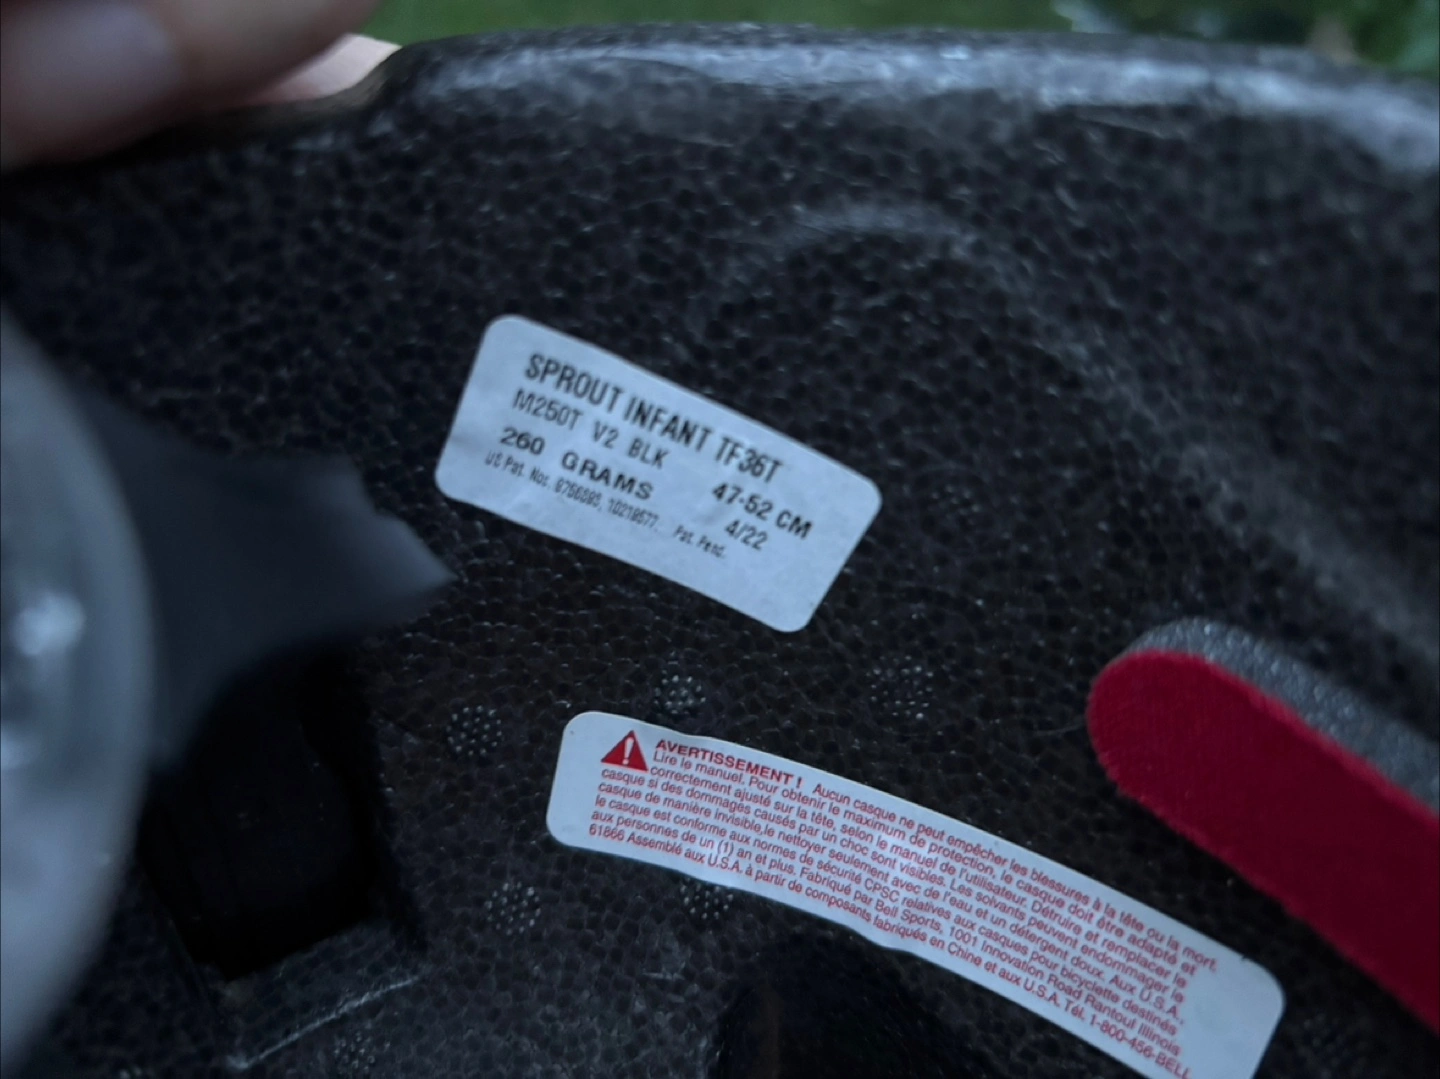 SPROUT INFANT TF36T
M250T V2 BLK 47-52 CM
260 GRAMS 4/22
US Pat. Nos. 10219577, Pat. Pend.
AVERTISSEMENT ! Aucun casque ne peut empêcher les blessures à la tête ou la mort.
Lire le manuel. Pour obtenir le maximum de protection, le casque doit être adapté et
correctement ajusté sur la tête, selon le manuel de l'utilisateur. Détruire et remplacer le
casque si des dommages causés par un choc sont visibles. Les solvants peuvent endommager le
casque de manière invisible,le nettoyer seulement avec de l'eau et un détergent doux. Aux U.S.A.,
le casque est conforme aux normes de sécurité CPSC relatives aux casques pour bicyclette destinés
aux personnes de un (1) an et plus. Fabriqué par Bell Sports, 1001 Innovation Road Rantoul Illinois
61866 Assemblé aux U.S.A. à partir de composants fabriqués en Chine et aux U.S.A. Tél. 1-800-456-BELL